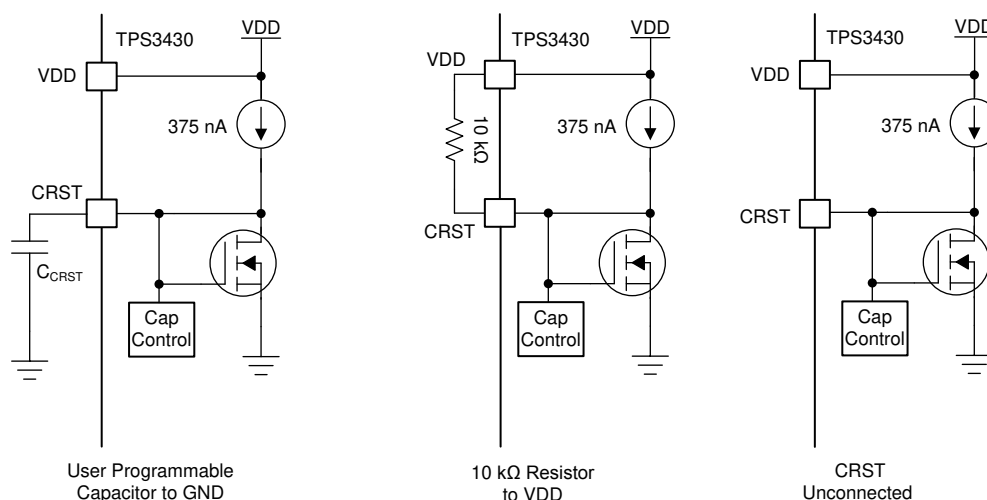 TPS3430
VDD
VDD
375 nA
CRST
C_CRST
Cap
Control
User Programmable
Capacitor to GND
TPS3430
VDD
VDD
10 kΩ
375 nA
CRST
Cap
Control
10 kΩ Resistor
to VDD
TPS3430
VDD
VDD
375 nA
CRST
Cap
Control
CRST
Unconnected